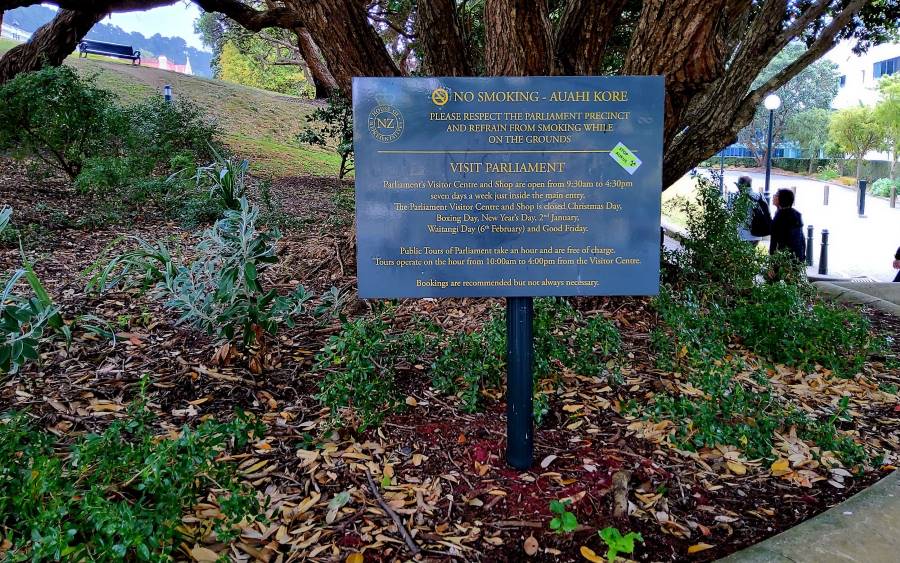 NO SMOKING - AUAHI KORE
PLEASE RESPECT THE PARLIAMENT PRECINCT
AND REFRAIN FROM SMOKING WHILE
ON THE GROUNDS
HOUSE OF REPRESENTATIVES
NZ
VISIT PARLIAMENT
Parliament's Visitor Centre and Shop are open from 9:30am to 4:30pm
seven days a week just inside the main entry.
The Parliament Visitor Centre and Shop is closed Christmas Day,
Boxing Day, New Year's Day, 2nd January,
Waitangi Day (6th February) and Good Friday.
Public Tours of Parliament take an hour and are free of charge.
Tours operate on the hour from 10:00am to 4:00pm from the Visitor Centre.
Bookings are recommended but not always necessary.